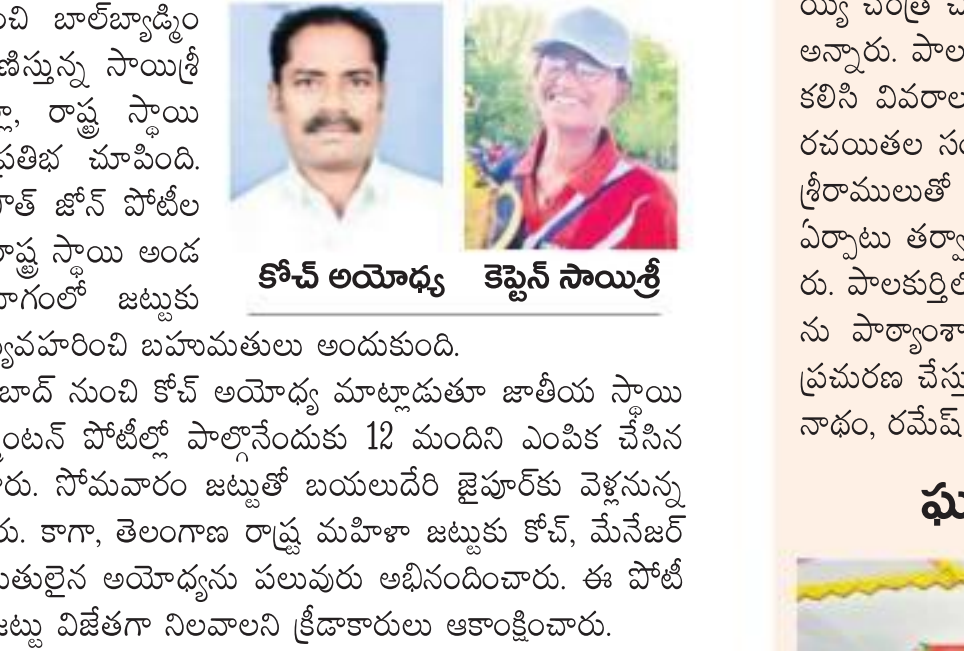 బాల్‌బ్యాడ్మిం
సాయిశ్రీ
రాష్ట్ర స్థాయి
ప్రతిభ చూపింది.
జోన్ పోటీల
స్థాయి అండ
జట్టుకు
కోచ్ అయోధ్య కెప్టెన్ సాయిశ్రీ
వ్యవహరించి బహుమతులు అందుకుంది.
నుంచి కోచ్ అయోధ్య మాట్లాడుతూ జాతీయ స్థాయి
పోటీల్లో పాల్గొనేందుకు 12 మందిని ఎంపిక చేసిన
సోమవారం జట్టుతో బయలుదేరి జైపూర్‌కు వెళ్లనున్న
కాగా, తెలంగాణ రాష్ట్ర మహిళా జట్టుకు కోచ్, మేనేజర్
అయోధ్యను పలువురు అభినందించారు. ఈ పోటీ
జట్టు విజేతగా నిలవాలని క్రీడాకారులు ఆకాంక్షించారు.
చంద్ర
అన్నారు. పాల
కలిసి వివరాల
రచయితల
శ్రీరాములుతో
ఏర్పాటు తర్వా
రు. పాలకుర్తి
ను పాఠ్యాంశా
ప్రచురణ చేస్తు
నాథం, రమేష్
ఘ